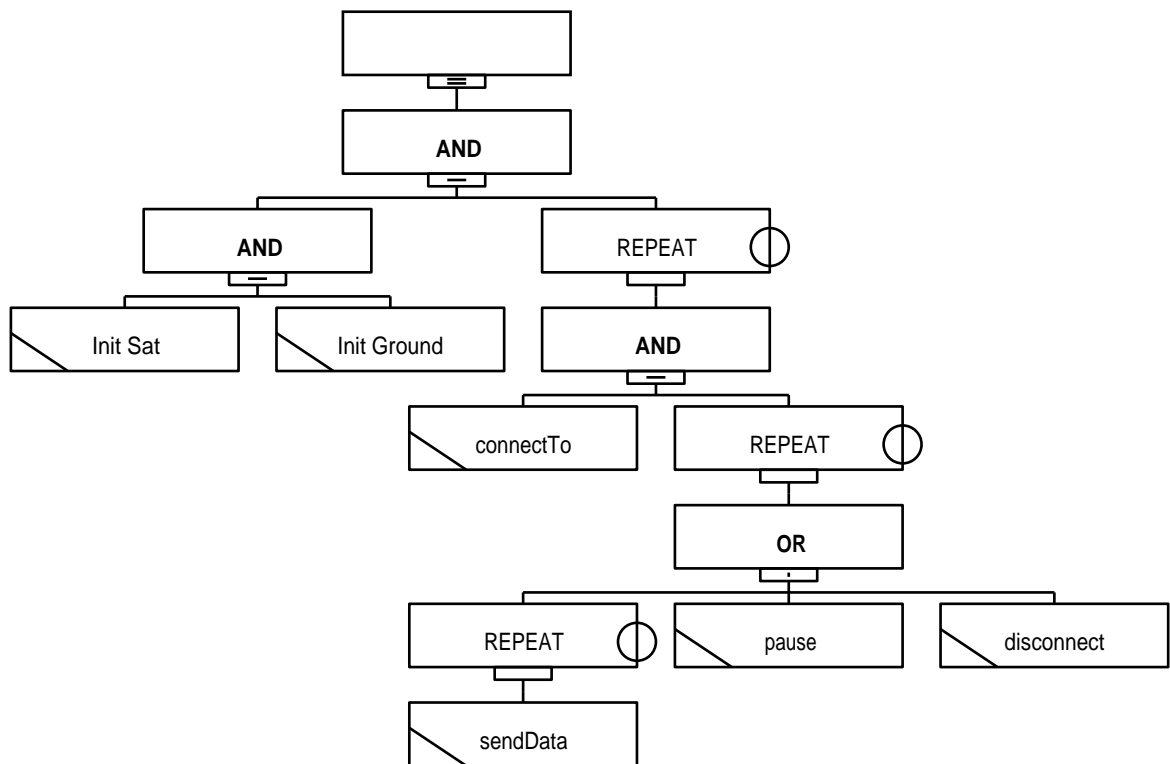 AND
AND
REPEAT
Init Sat
Init Ground
AND
connectTo
REPEAT
OR
REPEAT
pause
disconnect
sendData